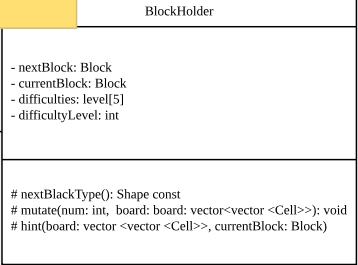 BlockHolder
- nextBlock: Block
- currentBlock: Block
- difficulties: level[5]
- difficultyLevel: int
# nextBlackType(): Shape const
# mutate(num: int,  board: board: vector<vector <Cell>>): void
# hint(board: vector <vector <Cell>>, currentBlock: Block)